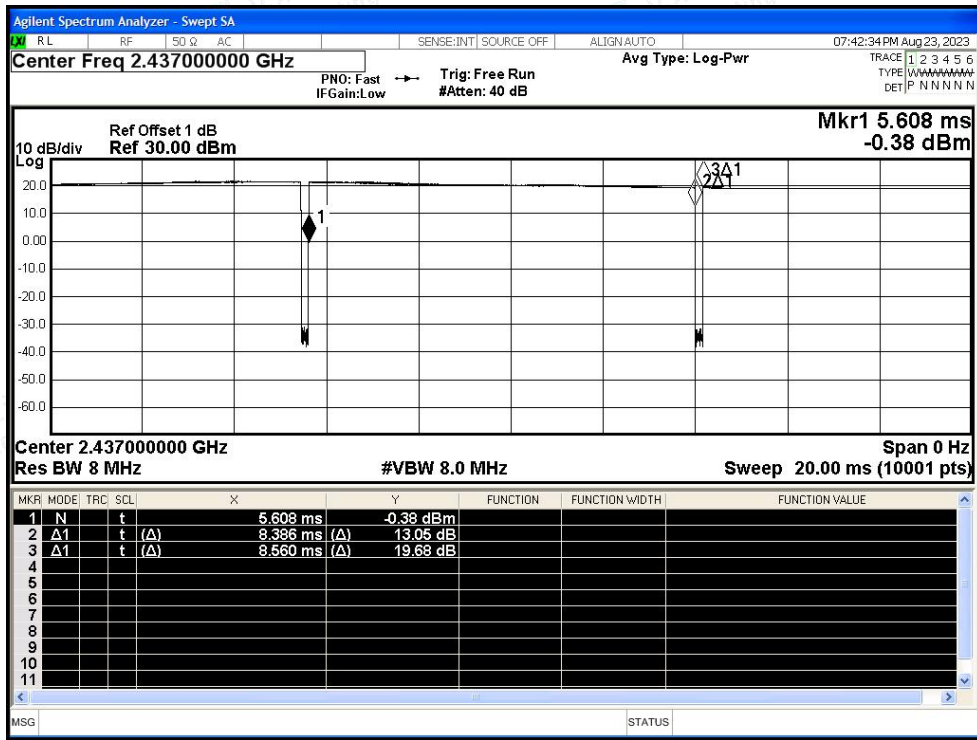 Agilent Spectrum Analyzer - Swept SA
LXI RL RF 50 Ω AC SENSE:INT SOURCE OFF ALIGN AUTO 07:42:34 PM Aug 23, 2023
Center Freq 2.437000000 GHz
PNO: Fast
IFGain:Low
Trig: Free Run
#Atten: 40 dB
Avg Type: Log-Pwr
TRACE 1 2 3 4 5 6
TYPE
DET P N N N N N
Mkr1 5.608 ms
-0.38 dBm
Ref Offset 1 dB
10 dB/div Ref 30.00 dBm
Log
20.0
10.0
0.00
-10.0
-20.0
-30.0
-40.0
-50.0
-60.0
1
3Δ1
2Δ1
Center 2.437000000 GHz Span 0 Hz
Res BW 8 MHz #VBW 8.0 MHz Sweep 20.00 ms (10001 pts)
MKR MODE TRC SCL X Y FUNCTION FUNCTION WIDTH FUNCTION VALUE
1 N t 5.608 ms -0.38 dBm
2 Δ1 t (Δ) 8.386 ms (Δ) 13.05 dB
3 Δ1 t (Δ) 8.560 ms (Δ) 19.68 dB
4
5
6
7
8
9
10
11
MSG STATUS